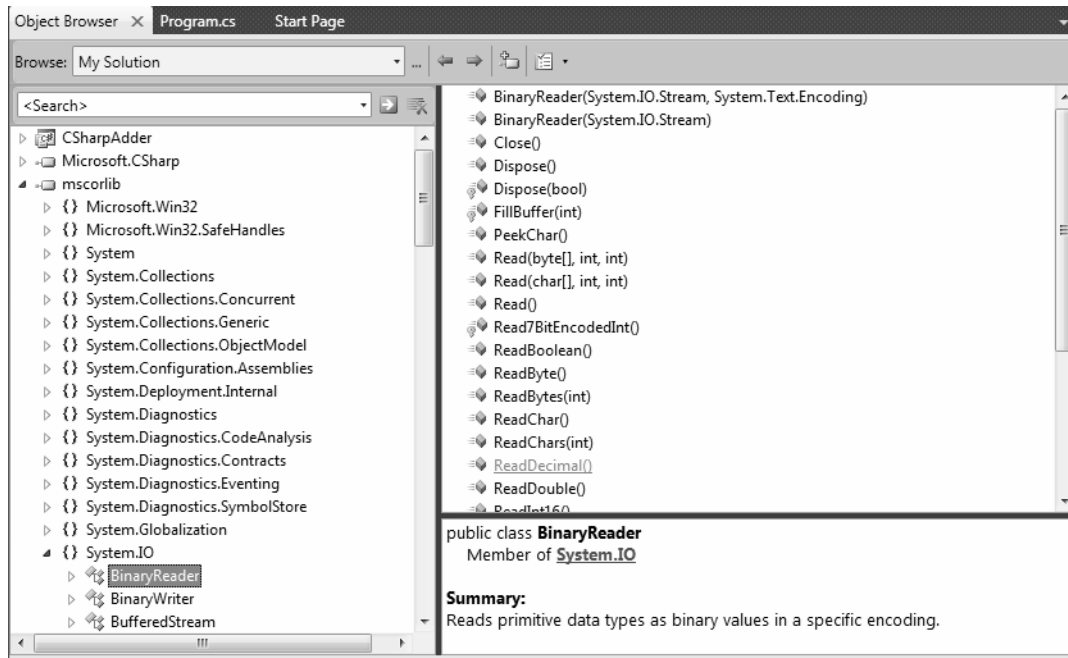 Object Browser Program.cs Start Page
Browse: My Solution ...
<Search>
CSharpAdder
Microsoft.CSharp
mscorlib
{} Microsoft.Win32
{} Microsoft.Win32.SafeHandles
{} System
{} System.Collections
{} System.Collections.Concurrent
{} System.Collections.Generic
{} System.Collections.ObjectModel
{} System.Configuration.Assemblies
{} System.Deployment.Internal
{} System.Diagnostics
{} System.Diagnostics.CodeAnalysis
{} System.Diagnostics.Contracts
{} System.Diagnostics.Eventing
{} System.Diagnostics.SymbolStore
{} System.Globalization
{} System.IO
BinaryReader
BinaryWriter
BufferedStream
BinaryReader(System.IO.Stream, System.Text.Encoding)
BinaryReader(System.IO.Stream)
Close()
Dispose()
Dispose(bool)
FillBuffer(int)
PeekChar()
Read(byte[], int, int)
Read(char[], int, int)
Read()
Read7BitEncodedInt()
ReadBoolean()
ReadByte()
ReadBytes(int)
ReadChar()
ReadChars(int)
ReadDecimal()
ReadDouble()
ReadInt16()
public class BinaryReader
Member of System.IO
Summary:
Reads primitive data types as binary values in a specific encoding.